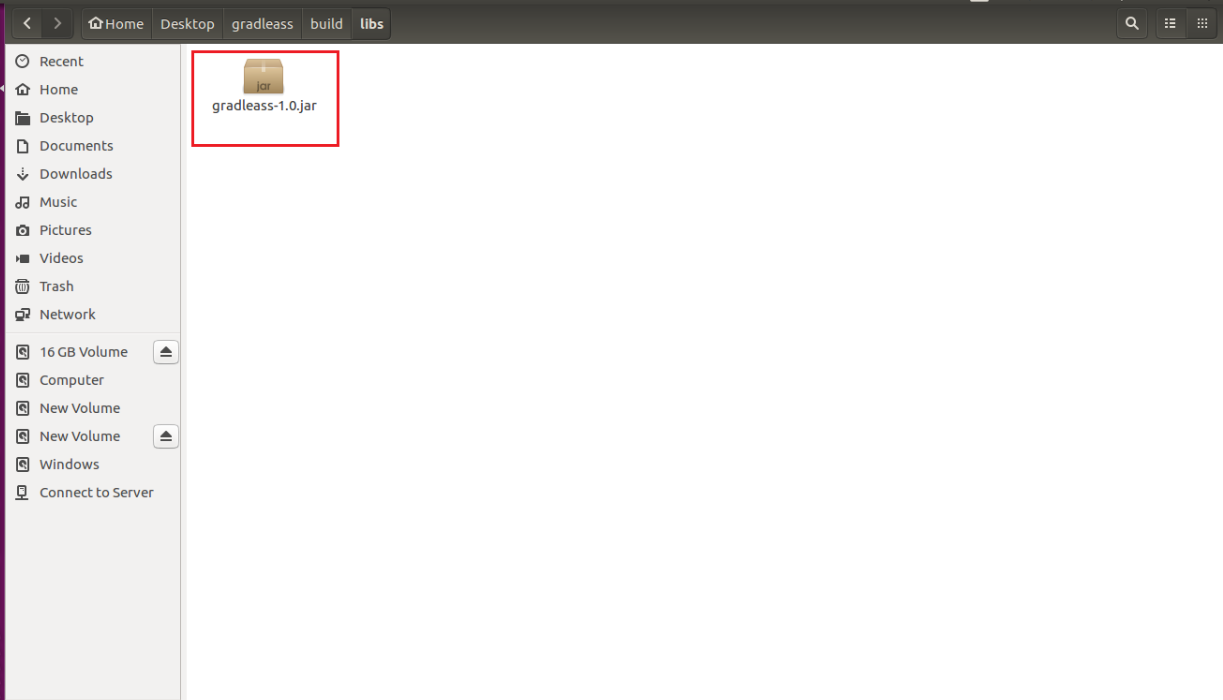 Home Desktop gradleass build libs
Recent
Home
Desktop
Documents
Downloads
Music
Pictures
Videos
Trash
Network
16 GB Volume
Computer
New Volume
New Volume
Windows
Connect to Server
jar
gradleass-1.0.jar